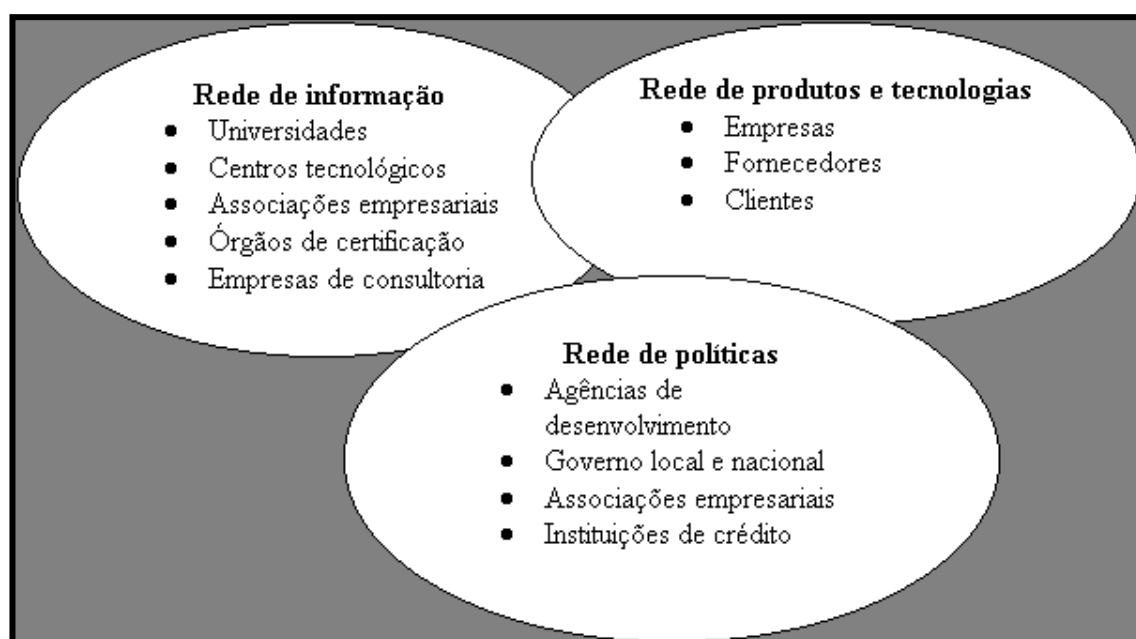 Rede de informação
• Universidades
• Centros tecnológicos
• Associações empresariais
• Órgãos de certificação
• Empresas de consultoria
Rede de produtos e tecnologias
• Empresas
• Fornecedores
• Clientes
Rede de políticas
• Agências de
desenvolvimento
• Governo local e nacional
• Associações empresariais
• Instituições de crédito